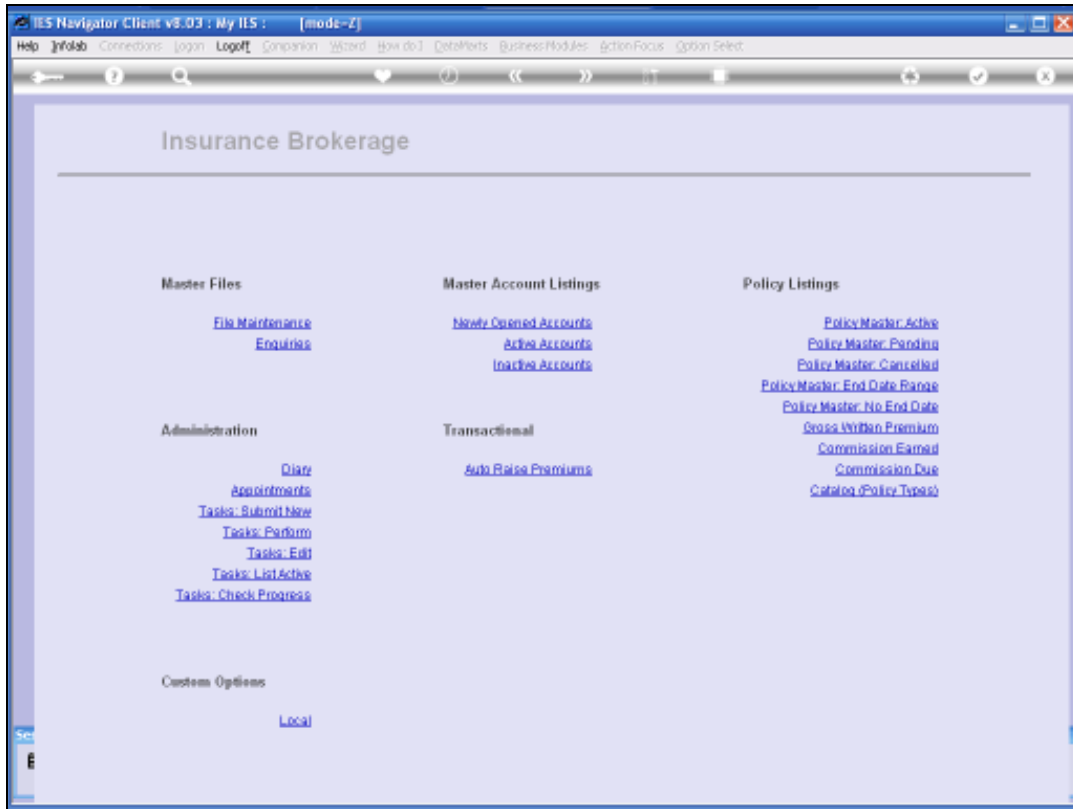 IES Navigator Client v8.03 : My IES : [mode=Z]
Help Infolab Connections Logon Logoff Companion Wizard How do I DataMarts Business Modules Action Focus Option Select
Insurance Brokerage
Master Files
File Maintenance
Enquiries
Master Account Listings
Newly Opened Accounts
Active Accounts
Inactive Accounts
Policy Listings
Policy Master: Active
Policy Master: Pending
Policy Master: Cancelled
Policy Master: End Date Range
Policy Master: No End Date
Gross Written Premium
Commission Earned
Commission Due
Catalog (Policy Types)
Administration
Diary
Appointments
Tasks: Submit New
Tasks: Perform
Tasks: Edit
Tasks: List Active
Tasks: Check Progress
Transactional
Auto Raise Premiums
Custom Options
Local